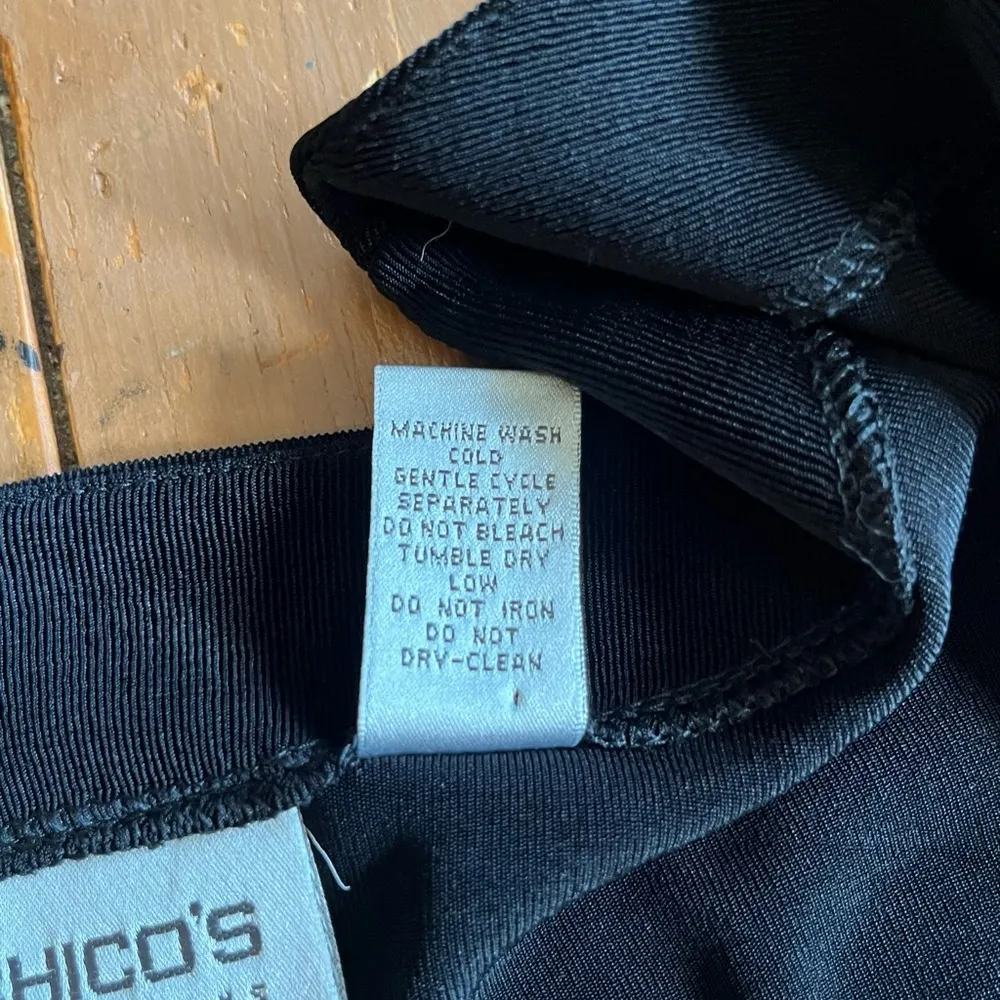 MACHINE WASH
COLD
GENTLE CYCLE
SEPARATELY
DO NOT BLEACH
TUMBLE DRY
LOW
DO NOT IRON
DO NOT
DRY-CLEAN
HICO'S